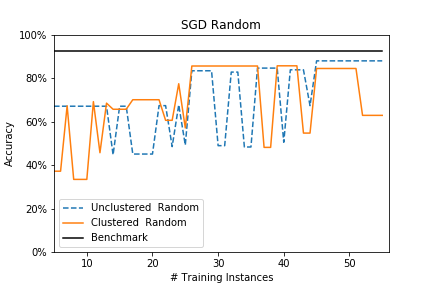 SGD Random
100%
80%
60%
40%
20%
0%
Accuracy
Unclustered Random
Clustered Random
Benchmark
10
20
30
40
50
# Training Instances